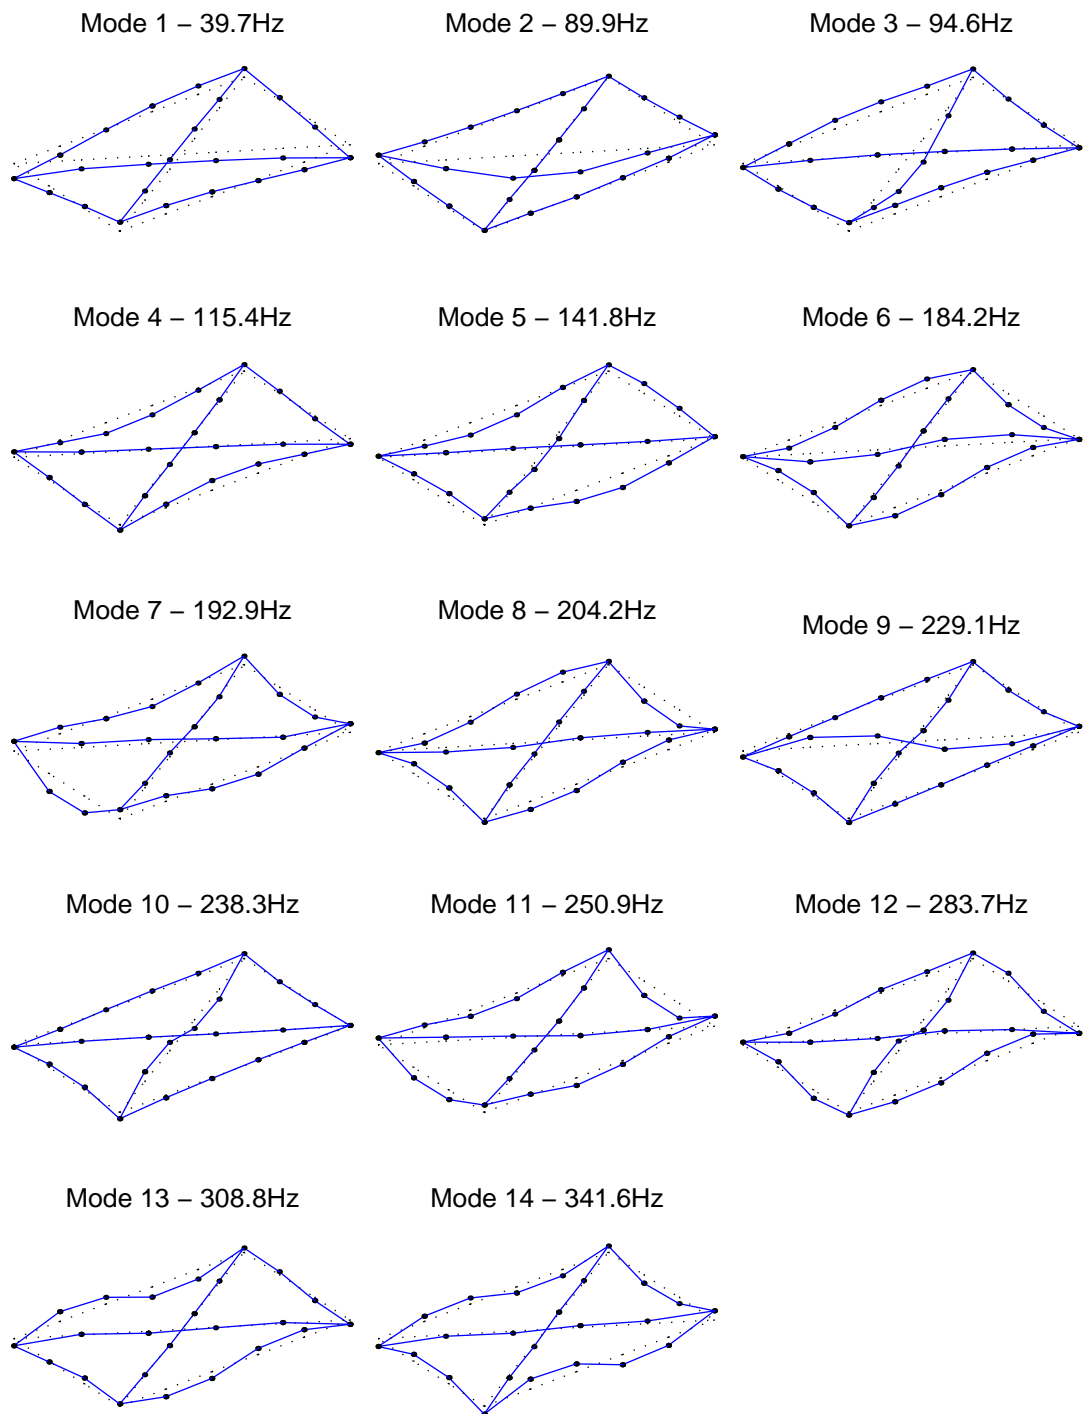 Mode 1 – 39.7Hz
Mode 2 – 89.9Hz
Mode 3 – 94.6Hz
Mode 4 – 115.4Hz
Mode 5 – 141.8Hz
Mode 6 – 184.2Hz
Mode 7 – 192.9Hz
Mode 8 – 204.2Hz
Mode 9 – 229.1Hz
Mode 10 – 238.3Hz
Mode 11 – 250.9Hz
Mode 12 – 283.7Hz
Mode 13 – 308.8Hz
Mode 14 – 341.6Hz